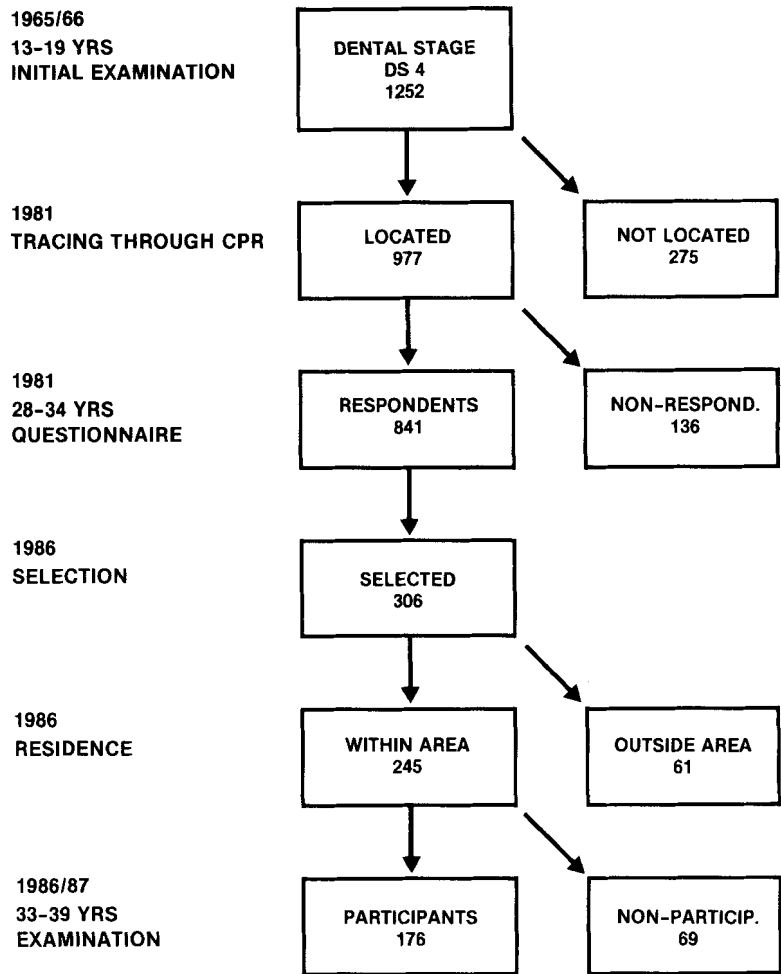 1965/66
13-19 YRS
INITIAL EXAMINATION
DENTAL STAGE
DS 4
1252
1981
TRACING THROUGH CPR
LOCATED
977
NOT LOCATED
275
1981
28-34 YRS
QUESTIONNAIRE
RESPONDENTS
841
NON-RESPOND.
136
1986
SELECTION
SELECTED
306
1986
RESIDENCE
WITHIN AREA
245
OUTSIDE AREA
61
1986/87
33-39 YRS
EXAMINATION
PARTICIPANTS
176
NON-PARTICIP.
69